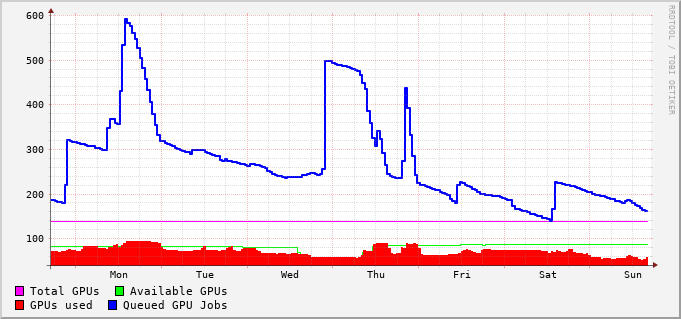 600
500
400
300
200
100
Mon Tue Wed Thu Fri Sat Sun
Total GPUs Available GPUs
GPUs used Queued GPU Jobs
RRDTOOL / TOBI OETIKER